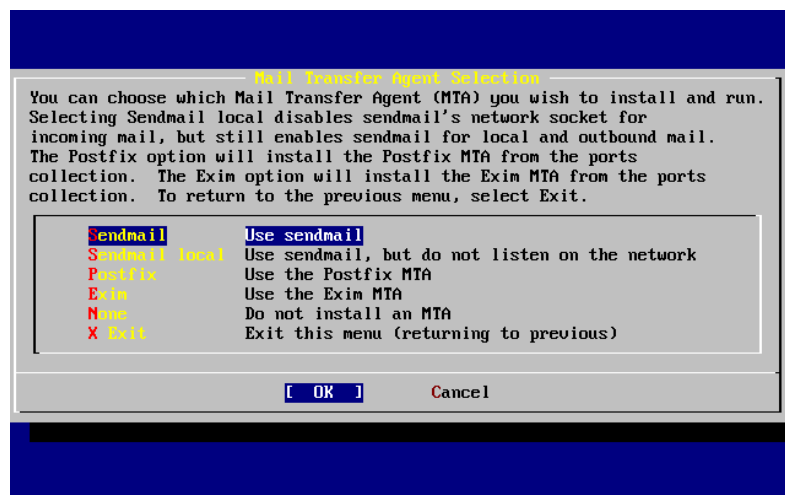 Mail Transfer Agent Selection
You can choose which Mail Transfer Agent (MTA) you wish to install and run.
Selecting Sendmail local disables sendmail's network socket for
incoming mail, but still enables sendmail for local and outbound mail.
The Postfix option will install the Postfix MTA from the ports
collection.  The Exim option will install the Exim MTA from the ports
collection.  To return to the previous menu, select Exit.
Sendmail Use sendmail
Sendmail local Use sendmail, but do not listen on the network
Postfix Use the Postfix MTA
Exim Use the Exim MTA
None Do not install an MTA
X Exit Exit this menu (returning to previous)
[ OK ] Cancel